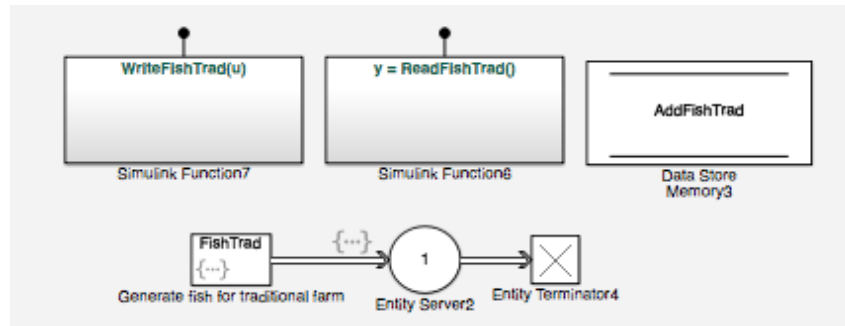 WriteFishTrad(u)
y = ReadFishTrad()
AddFishTrad
Simulink Function7
Simulink Function6
Data Store
Memory3
FishTrad
{···}
{···}
1
Generate fish for traditional farm
Entity Server2
Entity Terminator4